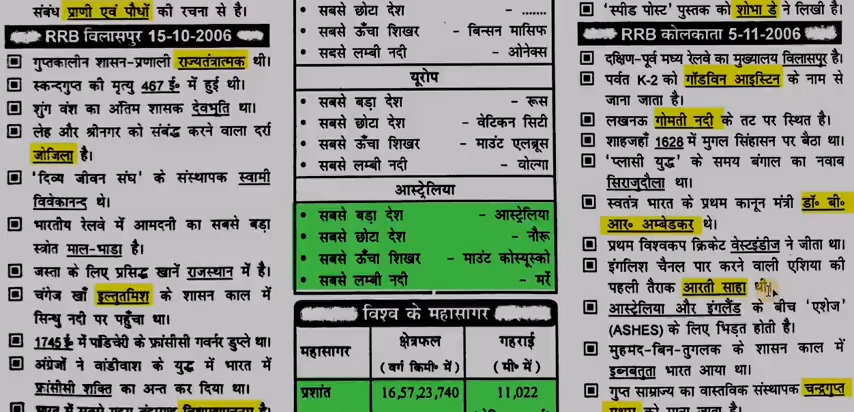 संबंध प्राणी एवं पौधों की रचना से है।
RRB विलासपुर 15-10-2006
गुप्तकालीन शासन-प्रणाली राज्यतंत्रात्मक थी।
स्कन्दगुप्त की मृत्यु 467 ई० में हुई थी।
शुंग वंश का अंतिम शासक देवभूति था।
लेह और श्रीनगर को संबंद्ध करने वाला दर्रा
जोजिला है।
'दिव्य जीवन संघ' के संस्थापक स्वामी
विवेकानन्द थे।
भारतीय रेलवे में आमदनी का सबसे बड़ा
स्त्रोत माल-भाड़ा है।
जस्ता के लिए प्रसिद्ध खानें राजस्थान में है।
चंगेज खाँ इल्तुतमिश के शासन काल में
सिन्धु नदी पर पहुँचा था।
1745 ई० में पांडिचेरी के फ्रांसीसी गवर्नर डुप्ले था।
अंग्रेजों ने वांडीवाश के युद्ध में भारत में
फ्रांसीसी शक्ति का अन्त कर दिया था।
• सबसे छोटा देश - .......
• सबसे ऊँचा शिखर - बिन्सन मासिफ
• सबसे लम्बी नदी - ओनेक्स
यूरोप
• सबसे बड़ा देश - रूस
• सबसे छोटा देश - वेटिकन सिटी
• सबसे ऊँचा शिखर - माउंट एलब्रूस
• सबसे लम्बी नदी - वोल्गा
आस्ट्रेलिया
• सबसे बड़ा देश - आस्ट्रेलिया
• सबसे छोटा देश - नौरू
• सबसे ऊँचा शिखर - माउंट कोस्यूस्को
• सबसे लम्बी नदी - मरें
विश्व के महासागर
महासागर क्षेत्रफल गहराई
(वर्ग किमी० में) (मी० में)
प्रशांत 16,57,23,740 11,022
'स्पीड पोस्ट' पुस्तक को शोभा डे ने लिखी है।
RRB कोलकाता 5-11-2006
दक्षिण-पूर्व मध्य रेलवे का मुख्यालय विलासपुर है।
पर्वत K-2 को गॉडविन आइस्टिन के नाम से
जाना जाता है।
लखनऊ गोमती नदी के तट पर स्थित है।
शाहजहाँ 1628 में मुगल सिंहासन पर बैठा था।
'प्लासी युद्ध' के समय बंगाल का नवाब
सिराजुदौला था।
स्वतंत्र भारत के प्रथम कानून मंत्री डॉ० बी०
आर० अम्बेडकर थे।
प्रथम विश्वकप क्रिकेट वेस्टइंडीज ने जीता था।
इंगलिश चैनल पार करने वाली एशिया की
पहली तैराक आरती साहा थी।
आस्ट्रेलिया और इंगलैंड के बीच 'एशेज'
(ASHES) के लिए भिड़त होती है।
मुहमद-बिन-तुगलक के शासन काल में
इब्नबतुता भारत आया था।
गुप्त साम्राज्य का वास्तविक संस्थापक चन्द्रगुप्त